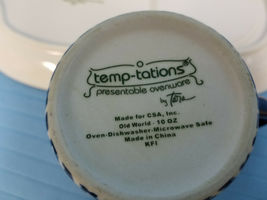 temp-tations®
presentable ovenware
by Tara
Made for CSA, Inc.
Old World - 10 OZ
Oven-Dishwasher-Microwave Safe
Made in China
KFI